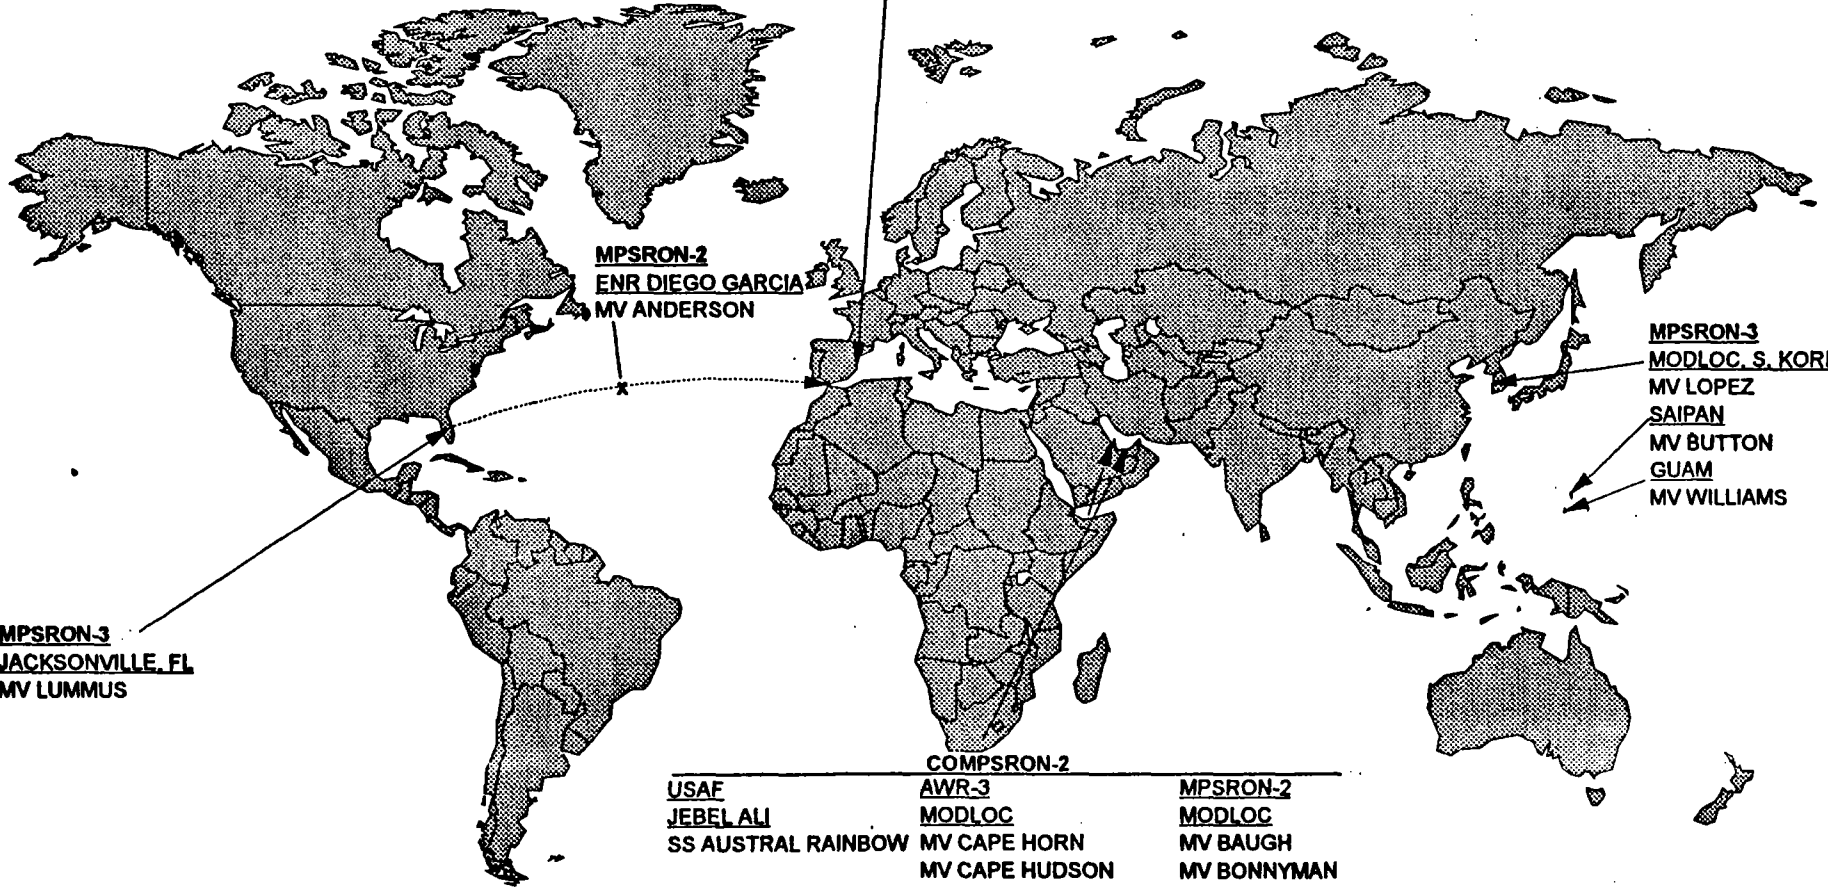 MPSRON-2
ENR DIEGO GARCIA
MV ANDERSON
MPSRON-3
MODLOC, S. KOR
MV LOPEZ
SAIPAN
MV BUTTON
GUAM
MV WILLIAMS
MPSRON-3
JACKSONVILLE, FL
MV LUMMUS
COMPSRON-2
USAF AWR-3 MPSRON-2
JEBEL ALI MODLOC MODLOC
SS AUSTRAL RAINBOW MV CAPE HORN MV BAUGH
MV CAPE HUDSON MV BONNYMAN